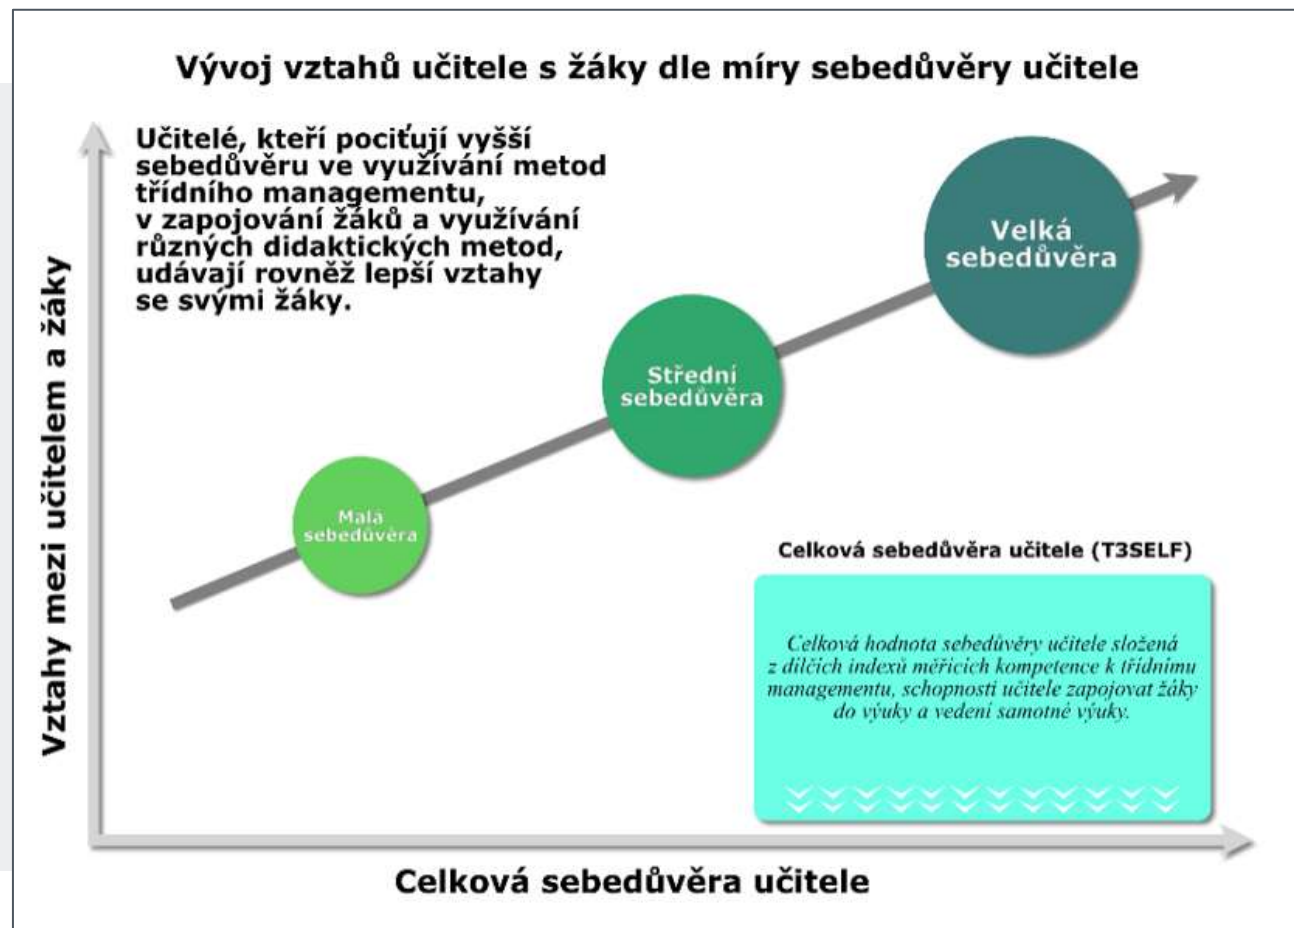 Vývoj vztahů učitele s žáky dle míry sebedůvěry učitele
Učitelé, kteří pociťují vyšší
sebedůvěru ve využívání metod
třídního managementu,
v zapojování žáků a využívání
různých didaktických metod,
udávají rovněž lepší vztahy
se svými žáky.
Vztahy mezi učitelem a žáky
Velká
sebedůvěra
Střední
sebedůvěra
Malá
sebedůvěra
Celková sebedůvěra učitele (T3SELF)
Celková hodnota sebedůvěry učitele složená
z dílčích indexů měřicích kompetence k třídnímu
managementu, schopnosti učitele zapojovat žáky
do výuky a vedení samotné výuky.
Celková sebedůvěra učitele